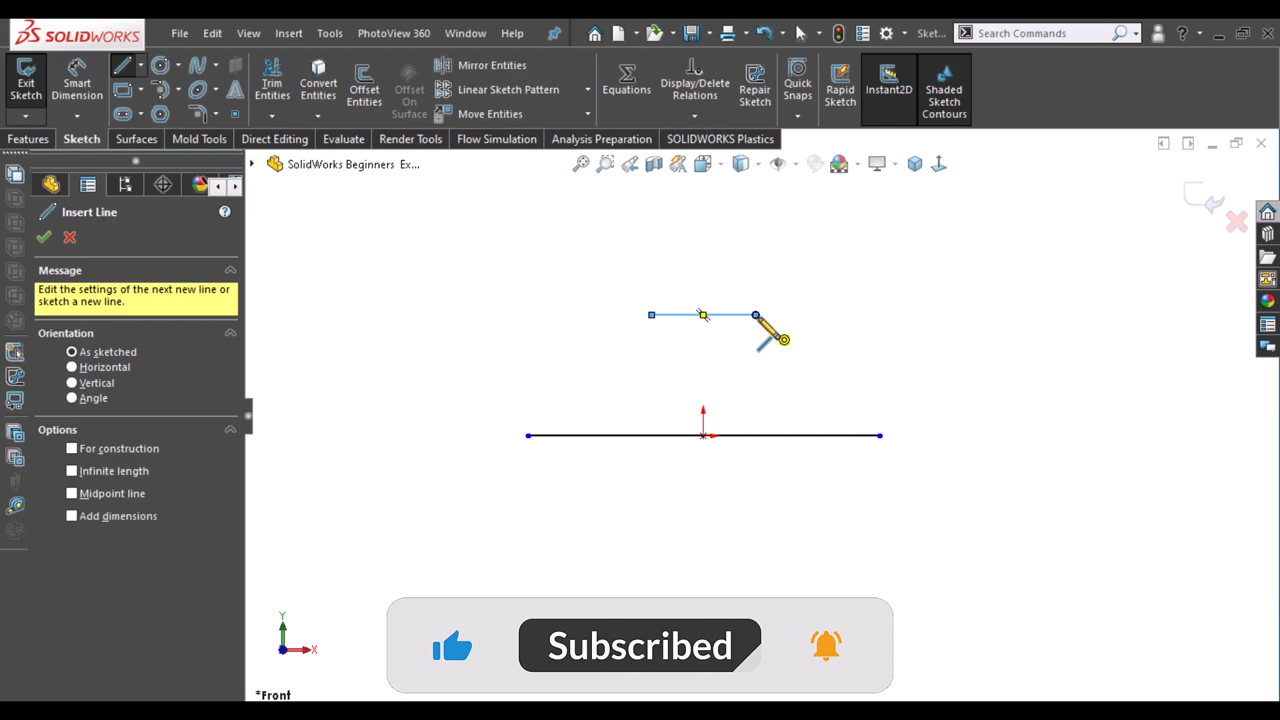 DS SOLIDWORKS
File Edit View Insert Tools PhotoView 360 Window Help
Sket...
Search Commands
Exit Sketch
Smart Dimension
Trim Entities
Convert Entities
Offset Entities
Offset On Surface
Mirror Entities
Linear Sketch Pattern
Move Entities
Equations
Display/Delete Relations
Repair Sketch
Quick Snaps
Rapid Sketch
Instant2D
Shaded Sketch Contours
Features Sketch Surfaces Mold Tools Direct Editing Evaluate Render Tools Flow Simulation Analysis Preparation SOLIDWORKS Plastics
SolidWorks Beginners Ex...
Insert Line
Message
Edit the settings of the next new line or
sketch a new line.
Orientation
As sketched
Horizontal
Vertical
Angle
Options
For construction
Infinite length
Midpoint line
Add dimensions
Y
X
*Front
Subscribed